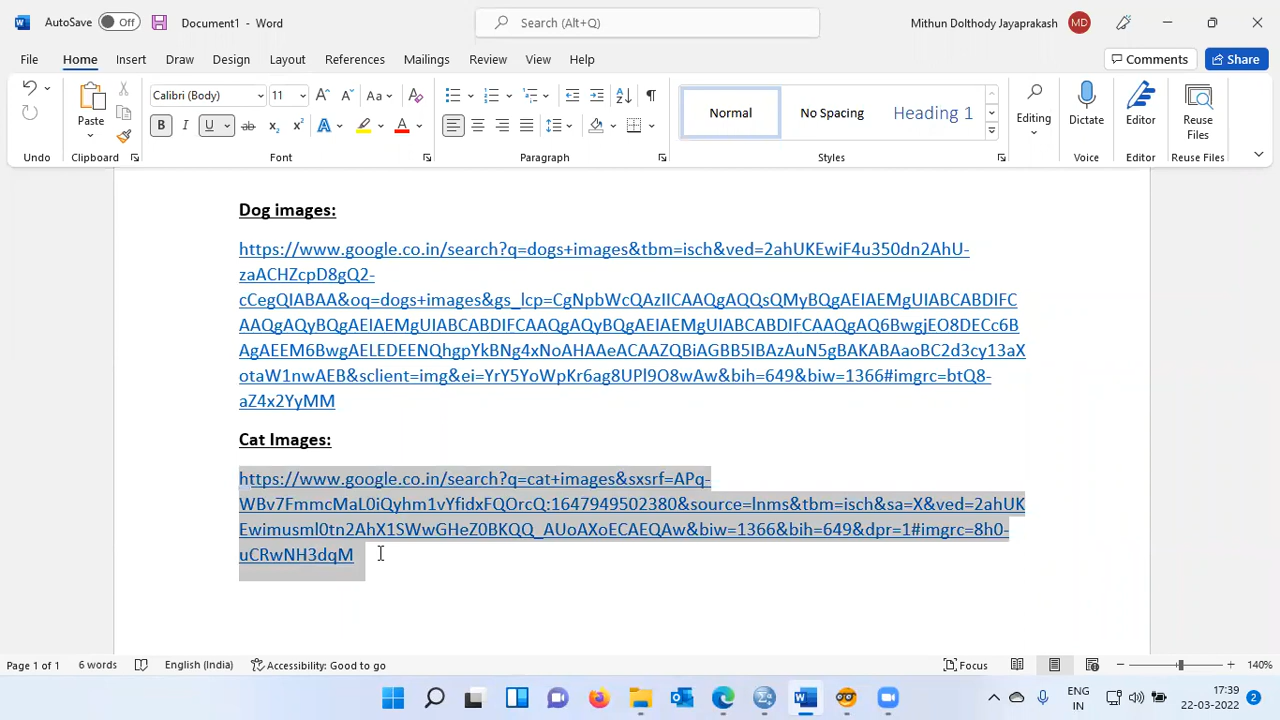 AutoSave Off Document1 - Word Search (Alt+Q) Mithun Dolthody Jayaprakash MD
File Home Insert Draw Design Layout References Mailings Review View Help Comments Share
Calibri (Body) 11 Aa
Paste B I U ab x₂ x² A A Normal No Spacing Heading 1 Editing Dictate Editor Reuse Files
Undo Clipboard Font Paragraph Styles Voice Editor Reuse Files
Dog images:
https://www.google.co.in/search?q=dogs+images&tbm=isch&ved=2ahUKEwiF4u350dn2AhU-
zaACHZcpD8gQ2-
cCegQIABAA&oq=dogs+images&gs_lcp=CgNpbWcQAzIICAAQgAQQsQMyBQgAEIAEMgUIABCABDIFC
AAQgAQyBQgAEIAEMgUIABCABDIFCAAQgAQyBQgAEIAEMgUIABCABDIFCAAQgAQ6BwgjEO8DECc6B
AgAEEM6BwgAELEDEENQhgpYkBNg4xNoAHAAeACAAZQBiAGBB5IBAzAuN5gBAKABAaoBC2d3cy13aX
otaW1nwAEB&sclient=img&ei=YrY5YoWpKr6ag8UPl9O8wAw&bih=649&biw=1366#imgrc=btQ8-
aZ4x2YyMM
Cat Images:
https://www.google.co.in/search?q=cat+images&sxsrf=APq-
WBv7FmmcMaL0iQyhm1vYfidxFQOrcQ:1647949502380&source=lnms&tbm=isch&sa=X&ved=2ahUK
Ewimusml0tn2AhX1SWwGHeZ0BKQQ_AUoAXoECAEQAw&biw=1366&bih=649&dpr=1#imgrc=8h0-
uCRwNH3dqM
Page 1 of 1 6 words English (India) Accessibility: Good to go Focus 140%
ENG 17:39
IN 22-03-2022 2